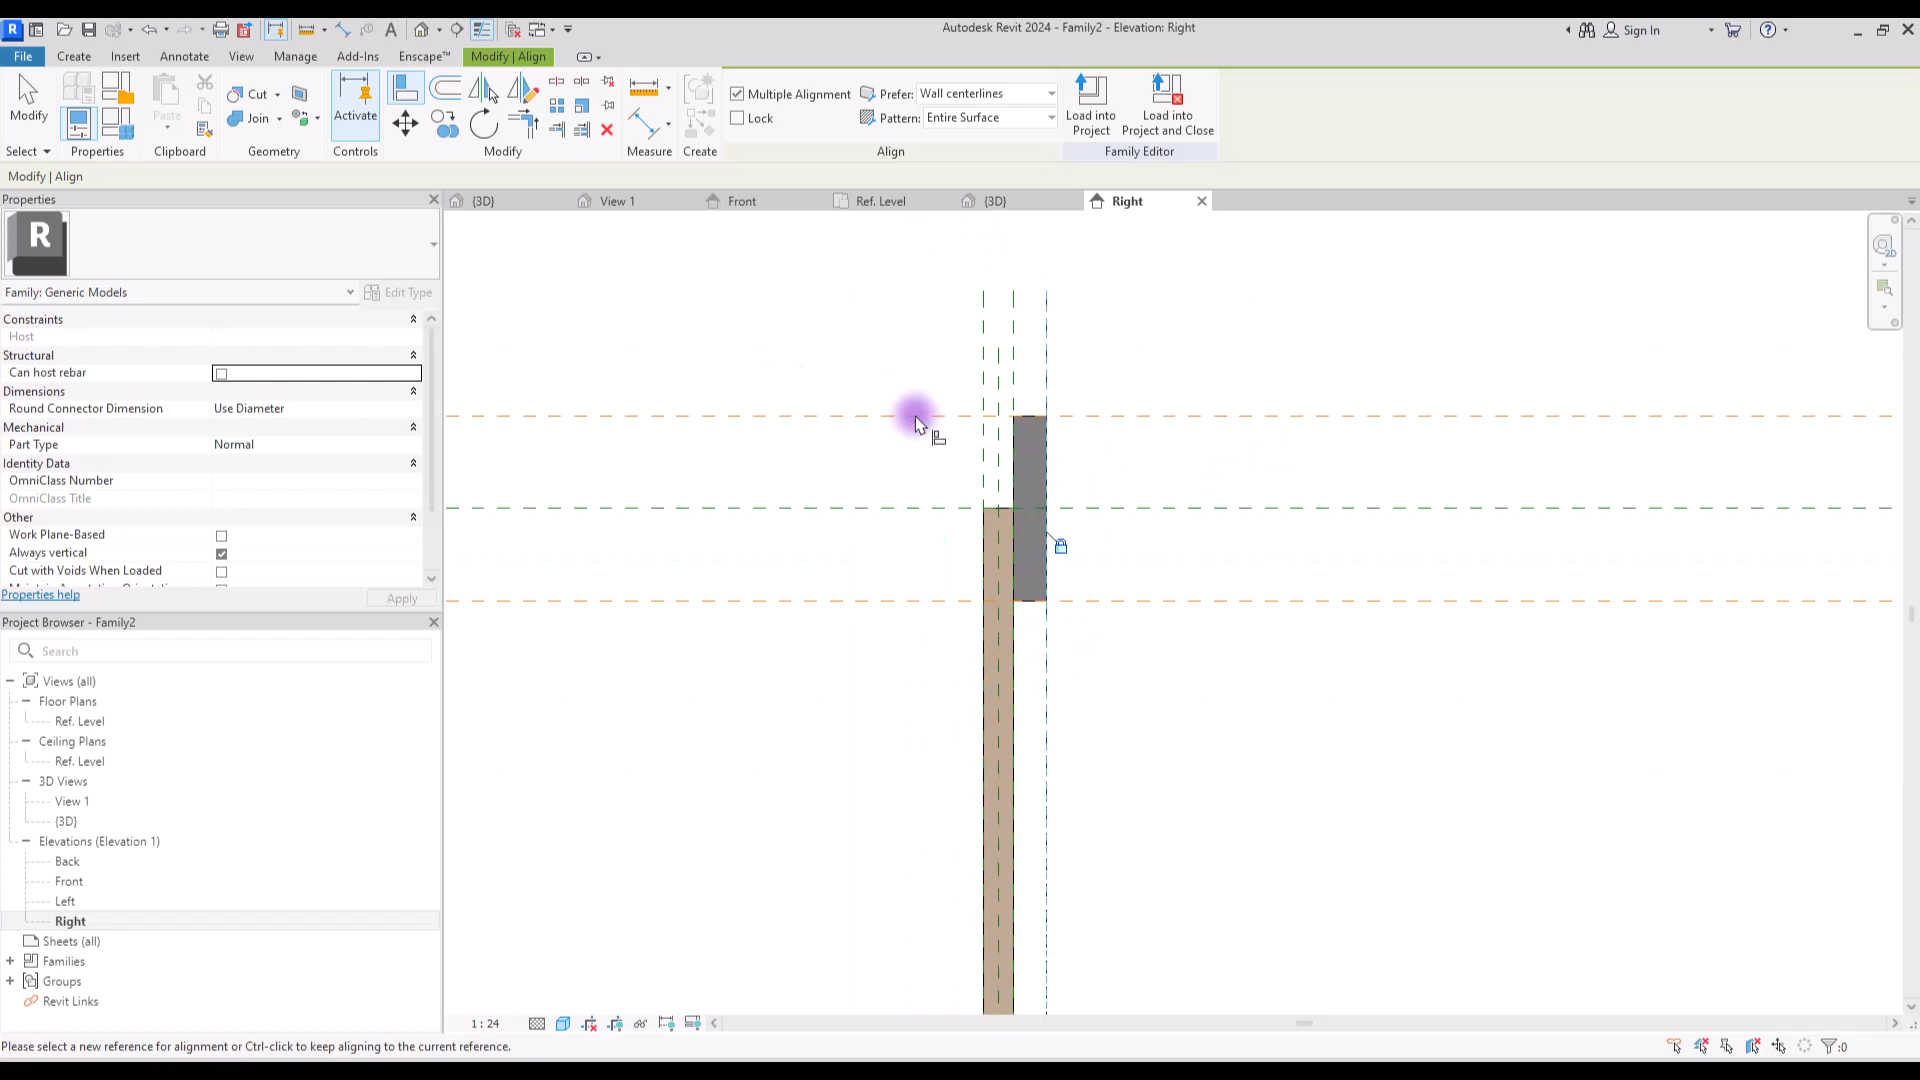 Autodesk Revit 2024 - Family2 - Elevation: Right
Sign In
File
Create
Insert
Annotate
View
Manage
Add-Ins
Enscape™
Modify | Align
Modify
Select
Properties
Paste
Clipboard
Cut
Join
Geometry
Activate
Controls
Modify
Measure
Create
Multiple Alignment
Lock
Prefer: Wall centerlines
Pattern: Entire Surface
Align
Load into Project
Load into Project and Close
Family Editor
Modify | Align
Properties
{3D}
View 1
Front
Ref. Level
{3D}
Right
R
Family: Generic Models
Edit Type
Constraints
Host
Structural
Can host rebar
Dimensions
Round Connector Dimension Use Diameter
Mechanical
Part Type Normal
Identity Data
OmniClass Number
OmniClass Title
Other
Work Plane-Based
Always vertical
Cut with Voids When Loaded
Properties help
Apply
Project Browser - Family2
Search
Views (all)
Floor Plans
Ref. Level
Ceiling Plans
Ref. Level
3D Views
View 1
{3D}
Elevations (Elevation 1)
Back
Front
Left
Right
Sheets (all)
Families
Groups
Revit Links
1 : 24
Please select a new reference for alignment or Ctrl-click to keep aligning to the current reference.
:0